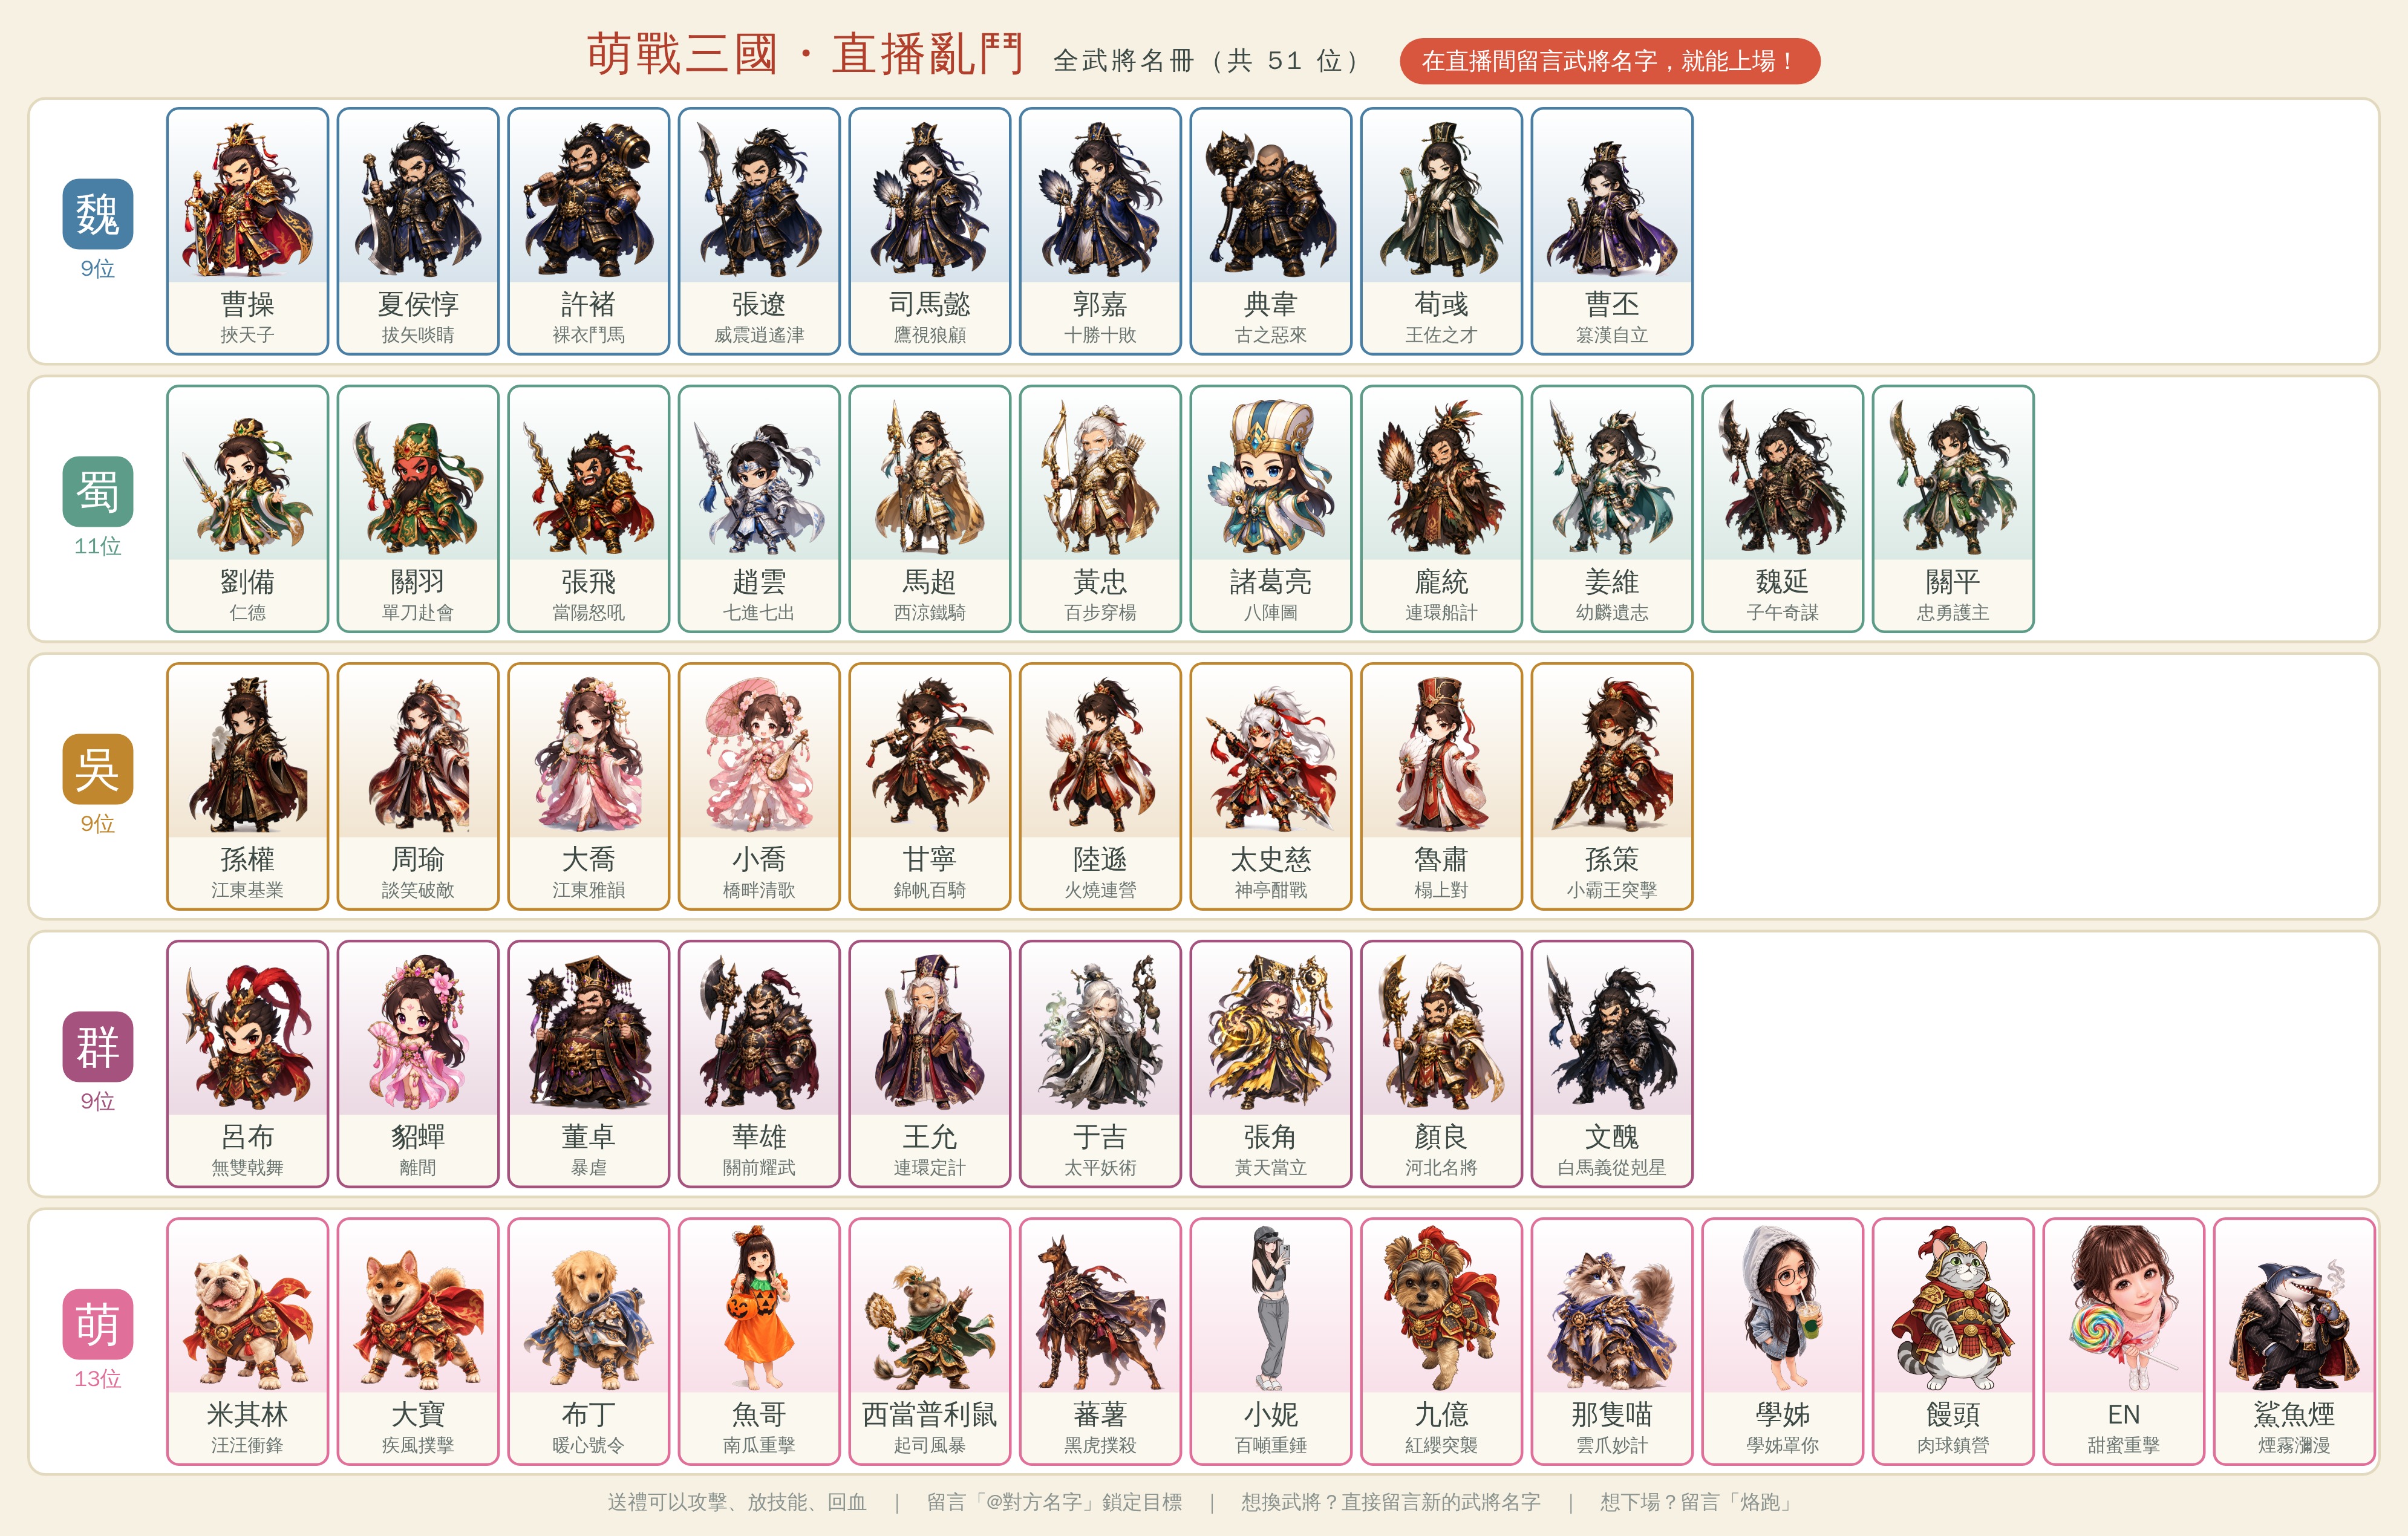 萌戰三國・直播亂鬥 全武將名冊（共 51 位） 在直播間留言武將名字，就能上場！
魏
9位
曹操 夏侯惇 許褚 張遼 司馬懿 郭嘉 典韋 荀彧 曹丕
挾天子 拔矢啖睛 裸衣鬥馬 威震逍遙津 鷹視狼顧 十勝十敗 古之惡來 王佐之才 篡漢自立
蜀
11位
劉備 關羽 張飛 趙雲 馬超 黃忠 諸葛亮 龐統 姜維 魏延 關平
仁德 單刀赴會 當陽怒吼 七進七出 西涼鐵騎 百步穿楊 八陣圖 連環船計 幼麟遺志 子午奇謀 忠勇護主
吳
9位
孫權 周瑜 大喬 小喬 甘寧 陸遜 太史慈 魯肅 孫策
江東基業 談笑破敵 江東雅韻 橋畔清歌 錦帆百騎 火燒連營 神亭酣戰 榻上對 小霸王突擊
群
9位
呂布 貂蟬 董卓 華雄 王允 于吉 張角 顏良 文醜
無雙戟舞 離間 暴虐 關前耀武 連環定計 太平妖術 黃天當立 河北名將 白馬義從剋星
萌
13位
米其林 大寶 布丁 魚哥 西當普利鼠 蕃薯 小妮 九億 那隻喵 學姊 饅頭 EN 鯊魚煙
汪汪衝鋒 疾風撲擊 暖心號令 南瓜重擊 起司風暴 黑虎撲殺 百噸重錘 紅纓突襲 雲爪妙計 學姊罩你 肉球鎮營 甜蜜重擊 煙霧瀰漫
送禮可以攻擊、放技能、回血 ｜ 留言「@對方名字」鎖定目標 ｜ 想換武將？直接留言新的武將名字 ｜ 想下場？留言「烙跑」